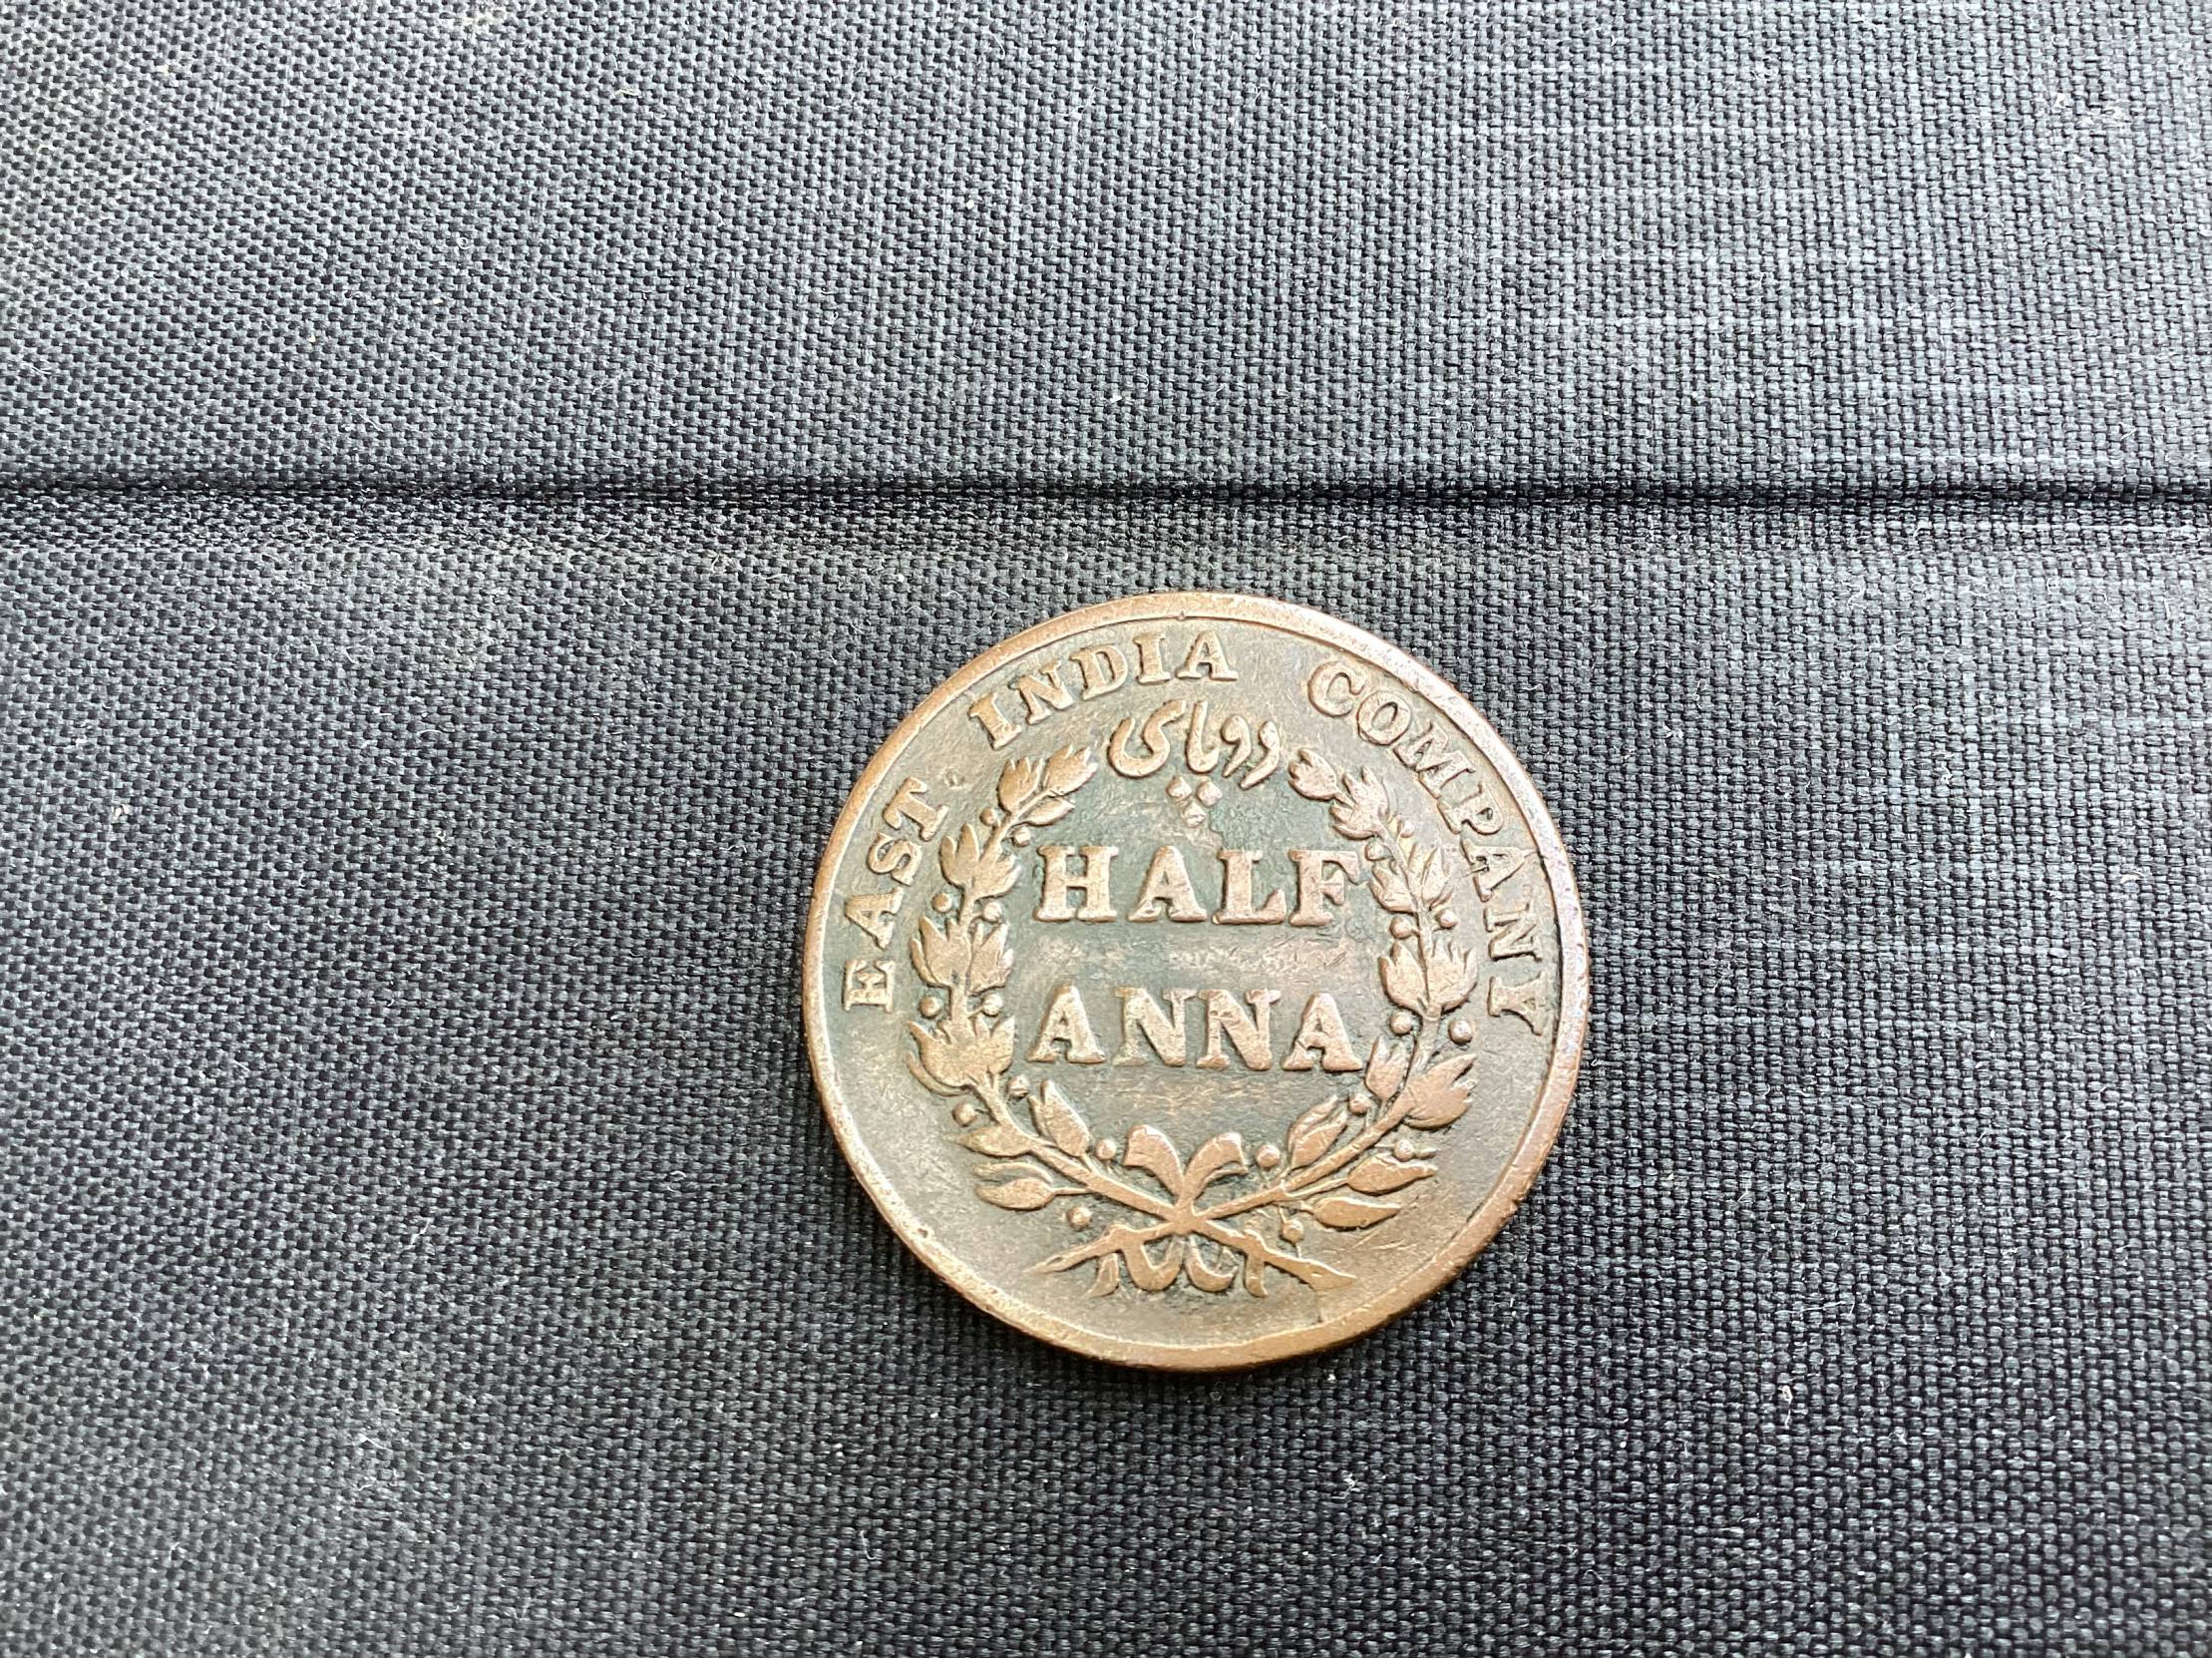 EAST INDIA COMPANY
دو پای
HALF
ANNA